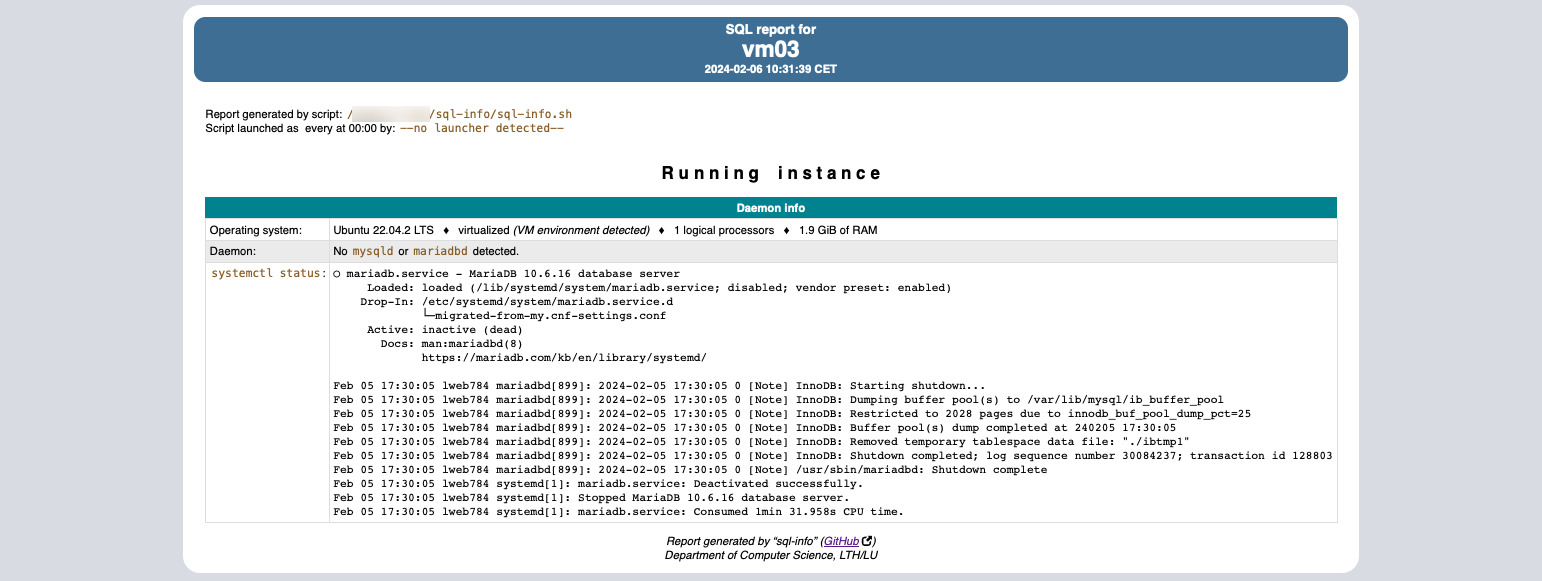 SQL report for
vm03
2024-02-06 10:31:39 CET
Report generated by script: / /sql-info/sql-info.sh
Script launched as every at 00:00 by: --no launcher detected--
Running instance
Daemon info
Operating system: Ubuntu 22.04.2 LTS ♦ virtualized (VM environment detected) ♦ 1 logical processors ♦ 1.9 GiB of RAM
Daemon: No mysqld or mariadbd detected.
systemctl status: ○ mariadb.service - MariaDB 10.6.16 database server
Loaded: loaded (/lib/systemd/system/mariadb.service; disabled; vendor preset: enabled)
Drop-In: /etc/systemd/system/mariadb.service.d
└─migrated-from-my.cnf-settings.conf
Active: inactive (dead)
Docs: man:mariadbd(8)
https://mariadb.com/kb/en/library/systemd/
Feb 05 17:30:05 lweb784 mariadbd[899]: 2024-02-05 17:30:05 0 [Note] InnoDB: Starting shutdown...
Feb 05 17:30:05 lweb784 mariadbd[899]: 2024-02-05 17:30:05 0 [Note] InnoDB: Dumping buffer pool(s) to /var/lib/mysql/ib_buffer_pool
Feb 05 17:30:05 lweb784 mariadbd[899]: 2024-02-05 17:30:05 0 [Note] InnoDB: Restricted to 2028 pages due to innodb_buf_pool_dump_pct=25
Feb 05 17:30:05 lweb784 mariadbd[899]: 2024-02-05 17:30:05 0 [Note] InnoDB: Buffer pool(s) dump completed at 240205 17:30:05
Feb 05 17:30:05 lweb784 mariadbd[899]: 2024-02-05 17:30:05 0 [Note] InnoDB: Removed temporary tablespace data file: "./ibtmp1"
Feb 05 17:30:05 lweb784 mariadbd[899]: 2024-02-05 17:30:05 0 [Note] InnoDB: Shutdown completed; log sequence number 30084237; transaction id 128803
Feb 05 17:30:05 lweb784 mariadbd[899]: 2024-02-05 17:30:05 0 [Note] /usr/sbin/mariadbd: Shutdown complete
Feb 05 17:30:05 lweb784 systemd[1]: mariadb.service: Deactivated successfully.
Feb 05 17:30:05 lweb784 systemd[1]: Stopped MariaDB 10.6.16 database server.
Feb 05 17:30:05 lweb784 systemd[1]: mariadb.service: Consumed 1min 31.958s CPU time.
Report generated by “sql-info” (GitHub)
Department of Computer Science, LTH/LU